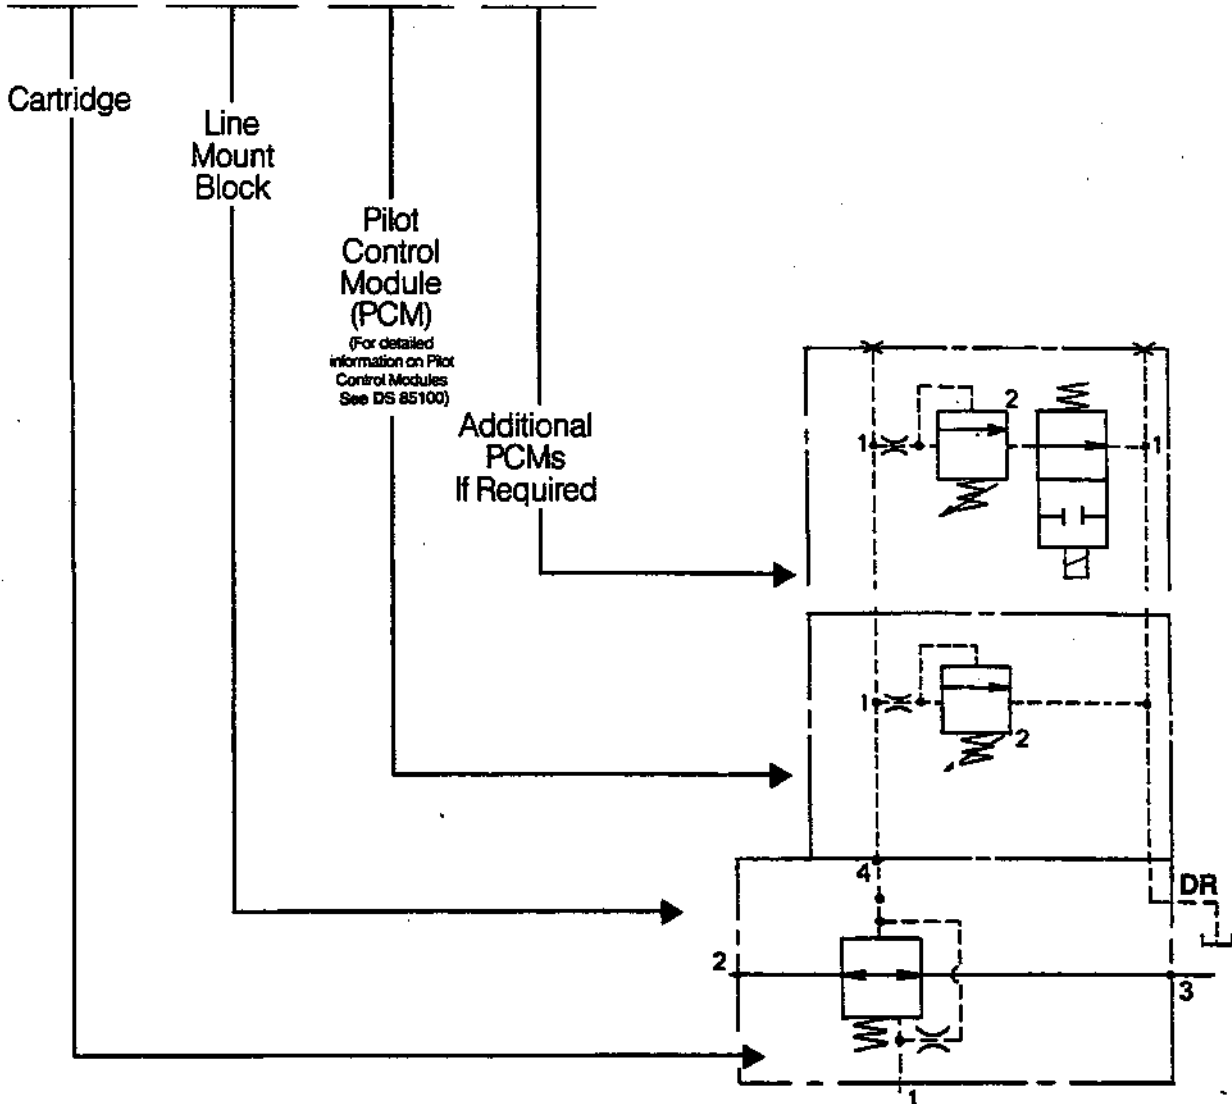 Cartridge
Line
Mount
Block
Pilot
Control
Module
(PCM)
(For detailed
information on Pilot
Control Modules
See DS 85100)
Additional
PCMs
If Required
2
1
1
1
2
4
DR
2
3
1